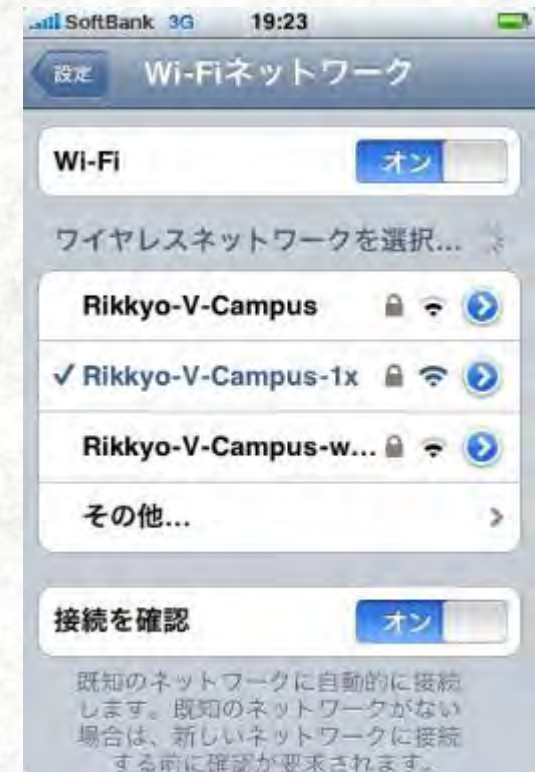 SoftBank 3G 19:23
設定 Wi-Fiネットワーク
Wi-Fi オン
ワイヤレスネットワークを選択...
Rikkyo-V-Campus
✓ Rikkyo-V-Campus-1x
Rikkyo-V-Campus-w...
その他...
接続を確認 オン
既知のネットワークに自動的に接続
します。既知のネットワークがない
場合は、新しいネットワークに接続
する前に確認が要求されます。